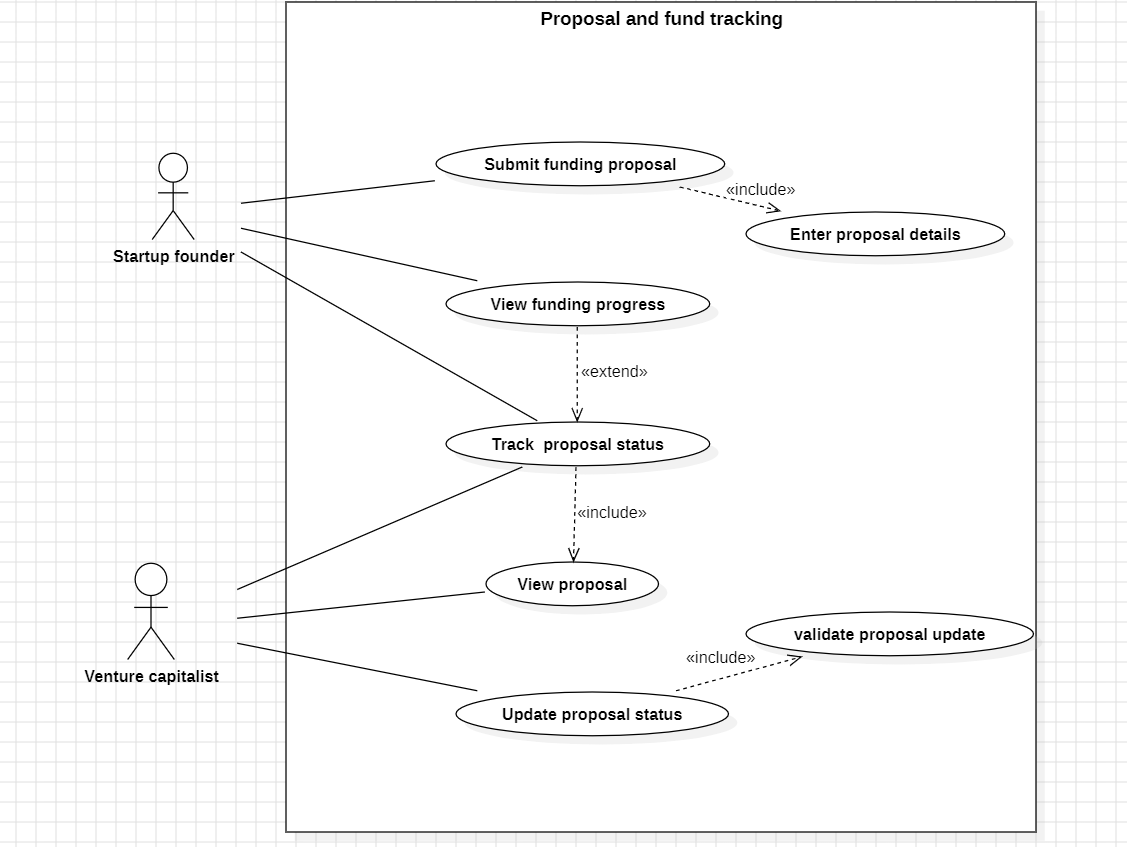 Proposal and fund tracking
Submit funding proposal
«include»
Enter proposal details
Startup founder
View funding progress
«extend»
Track  proposal status
«include»
View proposal
validate proposal update
«include»
Venture capitalist
Update proposal status